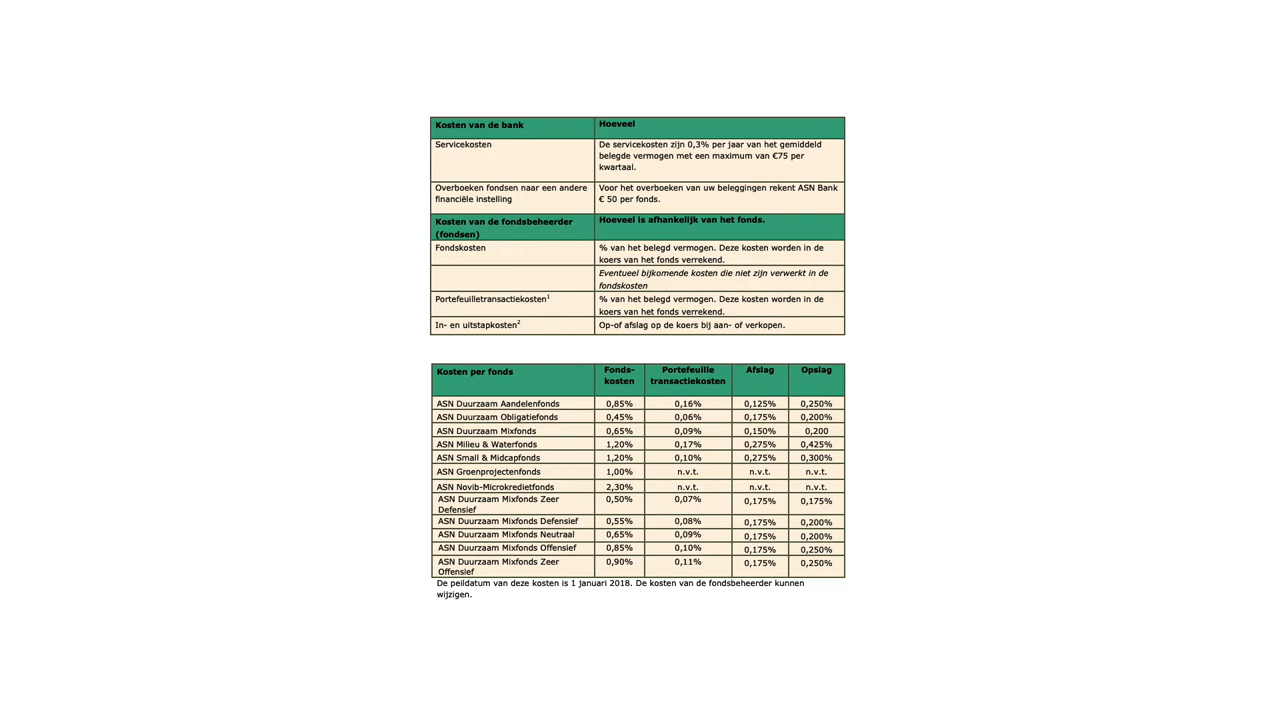 Kosten van de bank Hoeveel
Servicekosten De servicekosten zijn 0,3% per jaar van het gemiddeld
belegde vermogen met een maximum van €75 per
kwartaal.
Overboeken fondsen naar een andere Voor het overboeken van uw beleggingen rekent ASN Bank
financiële instelling € 50 per fonds.
Kosten van de fondsbeheerder Hoeveel is afhankelijk van het fonds.
(fondsen)
Fondskosten % van het belegd vermogen. Deze kosten worden in de
koers van het fonds verrekend.
Eventueel bijkomende kosten die niet zijn verwerkt in de
fondskosten
Portefeuilletransactiekosten1 % van het belegd vermogen. Deze kosten worden in de
koers van het fonds verrekend.
In- en uitstapkosten2 Op-of afslag op de koers bij aan- of verkopen.
Kosten per fonds Fonds- Portefeuille Afslag Opslag
kosten transactiekosten
ASN Duurzaam Aandelenfonds 0,85% 0,16% 0,125% 0,250%
ASN Duurzaam Obligatiefonds 0,45% 0,06% 0,175% 0,200%
ASN Duurzaam Mixfonds 0,65% 0,09% 0,150% 0,200
ASN Milieu & Waterfonds 1,20% 0,17% 0,275% 0,425%
ASN Small & Midcapfonds 1,20% 0,10% 0,275% 0,300%
ASN Groenprojectenfonds 1,00% n.v.t. n.v.t. n.v.t.
ASN Novib-Microkredietfonds 2,30% n.v.t. n.v.t. n.v.t.
ASN Duurzaam Mixfonds Zeer 0,50% 0,07% 0,175% 0,175%
Defensief
ASN Duurzaam Mixfonds Defensief 0,55% 0,08% 0,175% 0,200%
ASN Duurzaam Mixfonds Neutraal 0,65% 0,09% 0,175% 0,200%
ASN Duurzaam Mixfonds Offensief 0,85% 0,10% 0,175% 0,250%
ASN Duurzaam Mixfonds Zeer 0,90% 0,11% 0,175% 0,250%
Offensief
De peildatum van deze kosten is 1 januari 2018. De kosten van de fondsbeheerder kunnen
wijzigen.